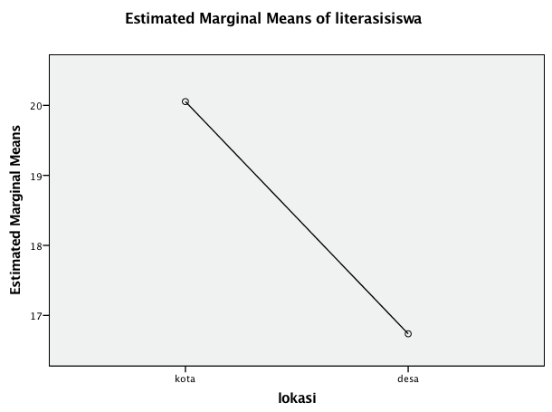 Estimated Marginal Means of literasisiswa
Estimated Marginal Means
20
19
18
17
kota
desa
lokasi